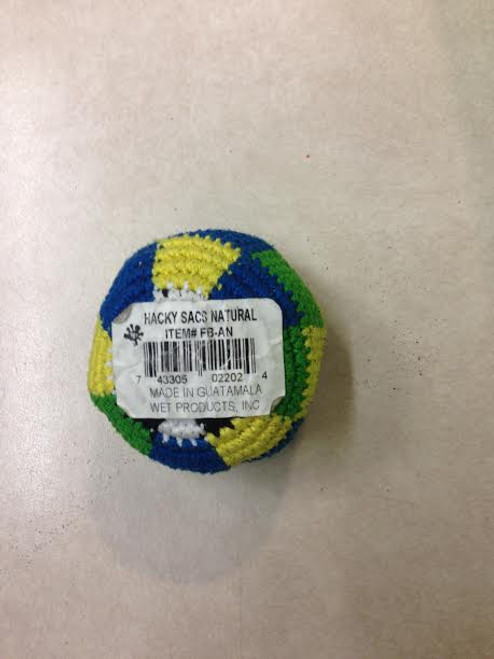 HACKY SACS NATURAL
ITEM# FB-AN
7 43305 02202 4
MADE IN GUATAMALA
WET PRODUCTS, INC